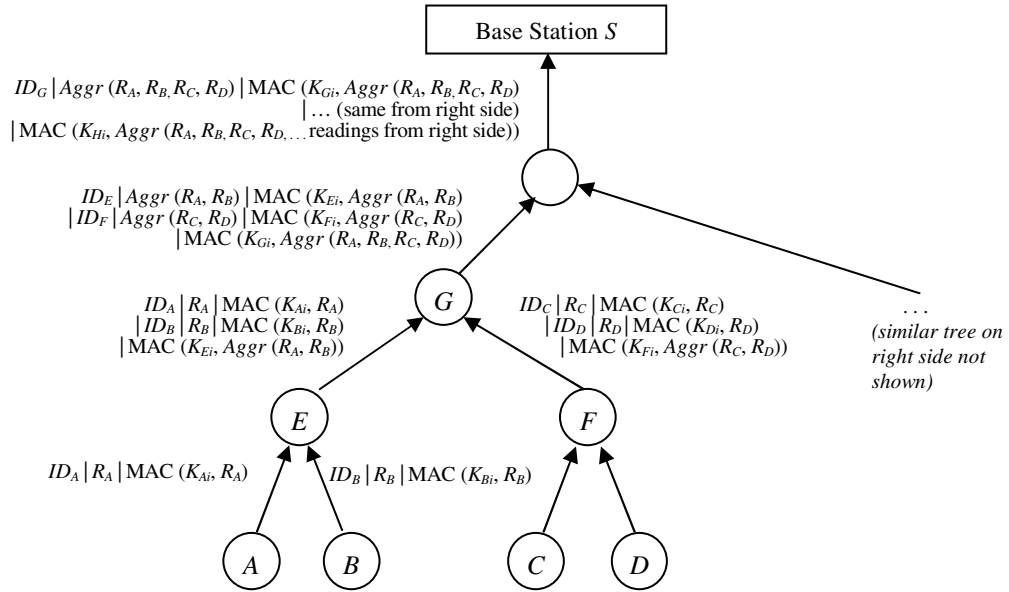 Base Station S
ID_G | Aggr (R_A, R_B, R_C, R_D) | MAC (K_Gi, Aggr (R_A, R_B, R_C, R_D)
| … (same from right side)
| MAC (K_Hi, Aggr (R_A, R_B, R_C, R_D, … readings from right side))
ID_E | Aggr (R_A, R_B) | MAC (K_Ei, Aggr (R_A, R_B)
| ID_F | Aggr (R_C, R_D) | MAC (K_Fi, Aggr (R_C, R_D)
| MAC (K_Gi, Aggr (R_A, R_B, R_C, R_D))
G
ID_A | R_A | MAC (K_Ai, R_A)
| ID_B | R_B | MAC (K_Bi, R_B)
| MAC (K_Ei, Aggr (R_A, R_B))
ID_C | R_C | MAC (K_Ci, R_C)
| ID_D | R_D | MAC (K_Di, R_D)
| MAC (K_Fi, Aggr (R_C, R_D))
. . .
(similar tree on
right side not
shown)
E
F
ID_A | R_A | MAC (K_Ai, R_A)
ID_B | R_B | MAC (K_Bi, R_B)
A
B
C
D